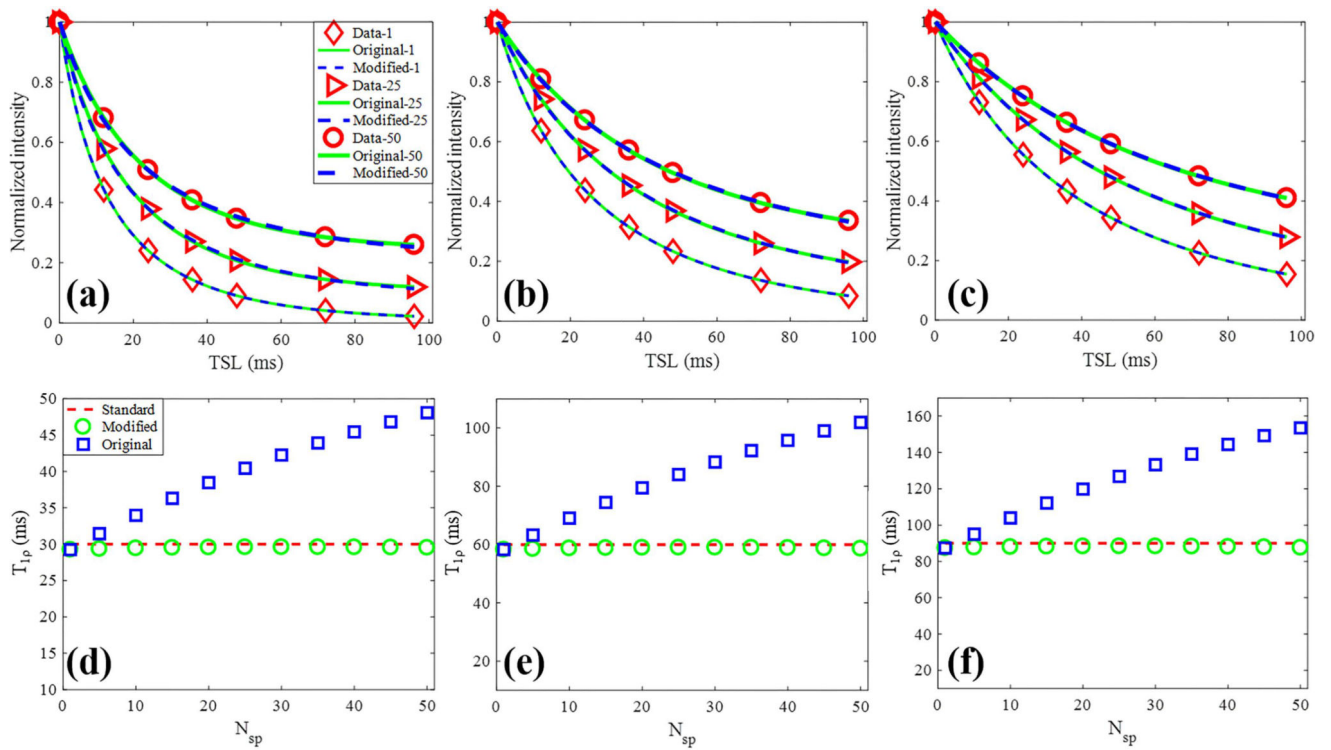 1
0.8
0.6
0.4
0.2
0
Normalized intensity
Data-1
Original-1
Modified-1
Data-25
Original-25
Modified-25
Data-50
Original-50
Modified-50
(a)
0 20 40 60 80 100
TSL (ms)
1
0.8
0.6
0.4
0.2
0
Normalized intensity
(b)
0 20 40 60 80 100
TSL (ms)
1
0.8
0.6
0.4
0.2
0
Normalized intensity
(c)
0 20 40 60 80 100
TSL (ms)
50
45
40
35
30
25
20
15
10
T1ρ (ms)
Standard
Modified
Original
(d)
0 10 20 30 40 50
Nsp
100
80
60
40
20
T1ρ (ms)
(e)
0 10 20 30 40 50
Nsp
160
140
120
100
80
60
40
20
T1ρ (ms)
(f)
0 10 20 30 40 50
Nsp